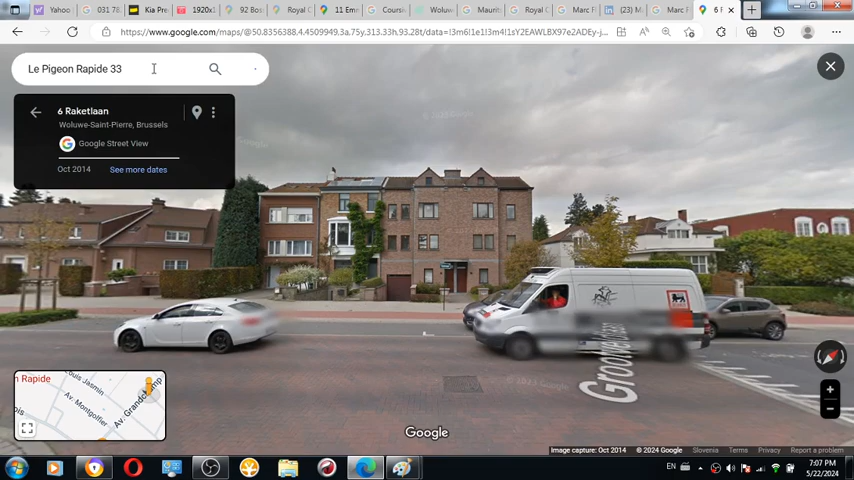 Yahoo
031 78.
Kia Pre
1920x1
92 Bos
Royal C
11 Emr
Coursiv
Woluw
Maurit
Royal C
Marc F
(23) M
Marc F
6 F
https://www.google.com/maps/@50.8356388,4.4509949,3a,75y,313.33h,93.28t/data=!3m6!1e1!3m4!1sY2EAWLBX97e2ADEy-j...
Le Pigeon Rapide 33
6 Raketlaan
Woluwe-Saint-Pierre, Brussels
Google Street View
Oct 2014
See more dates
n Rapide
Louis Jasmin
Av. Montgolfier
Av. Grandchamp
Grootveldlaan
Google
Image capture: Oct 2014
© 2024 Google
Slovenia
Terms
Privacy
Report a problem
EN
7:07 PM
5/22/2024